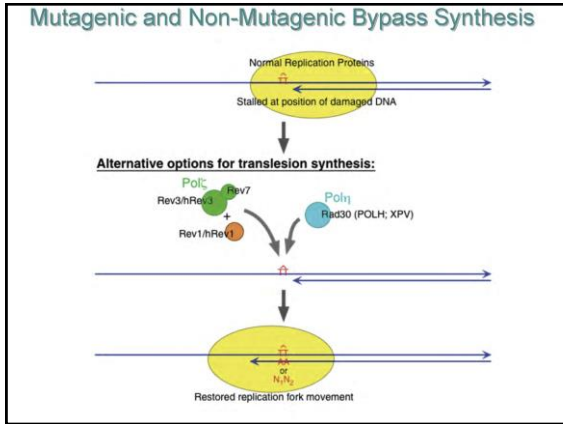 Mutagenic and Non-Mutagenic Bypass Synthesis
Normal Replication Proteins
TT
Stalled at position of damaged DNA
Alternative options for translesion synthesis:
Polζ
Rev7
Rev3/hRev3
+
Rev1/hRev1
Polη
Rad30 (POLH; XPV)
TT
TT
AA
or
N₁N₂
Restored replication fork movement